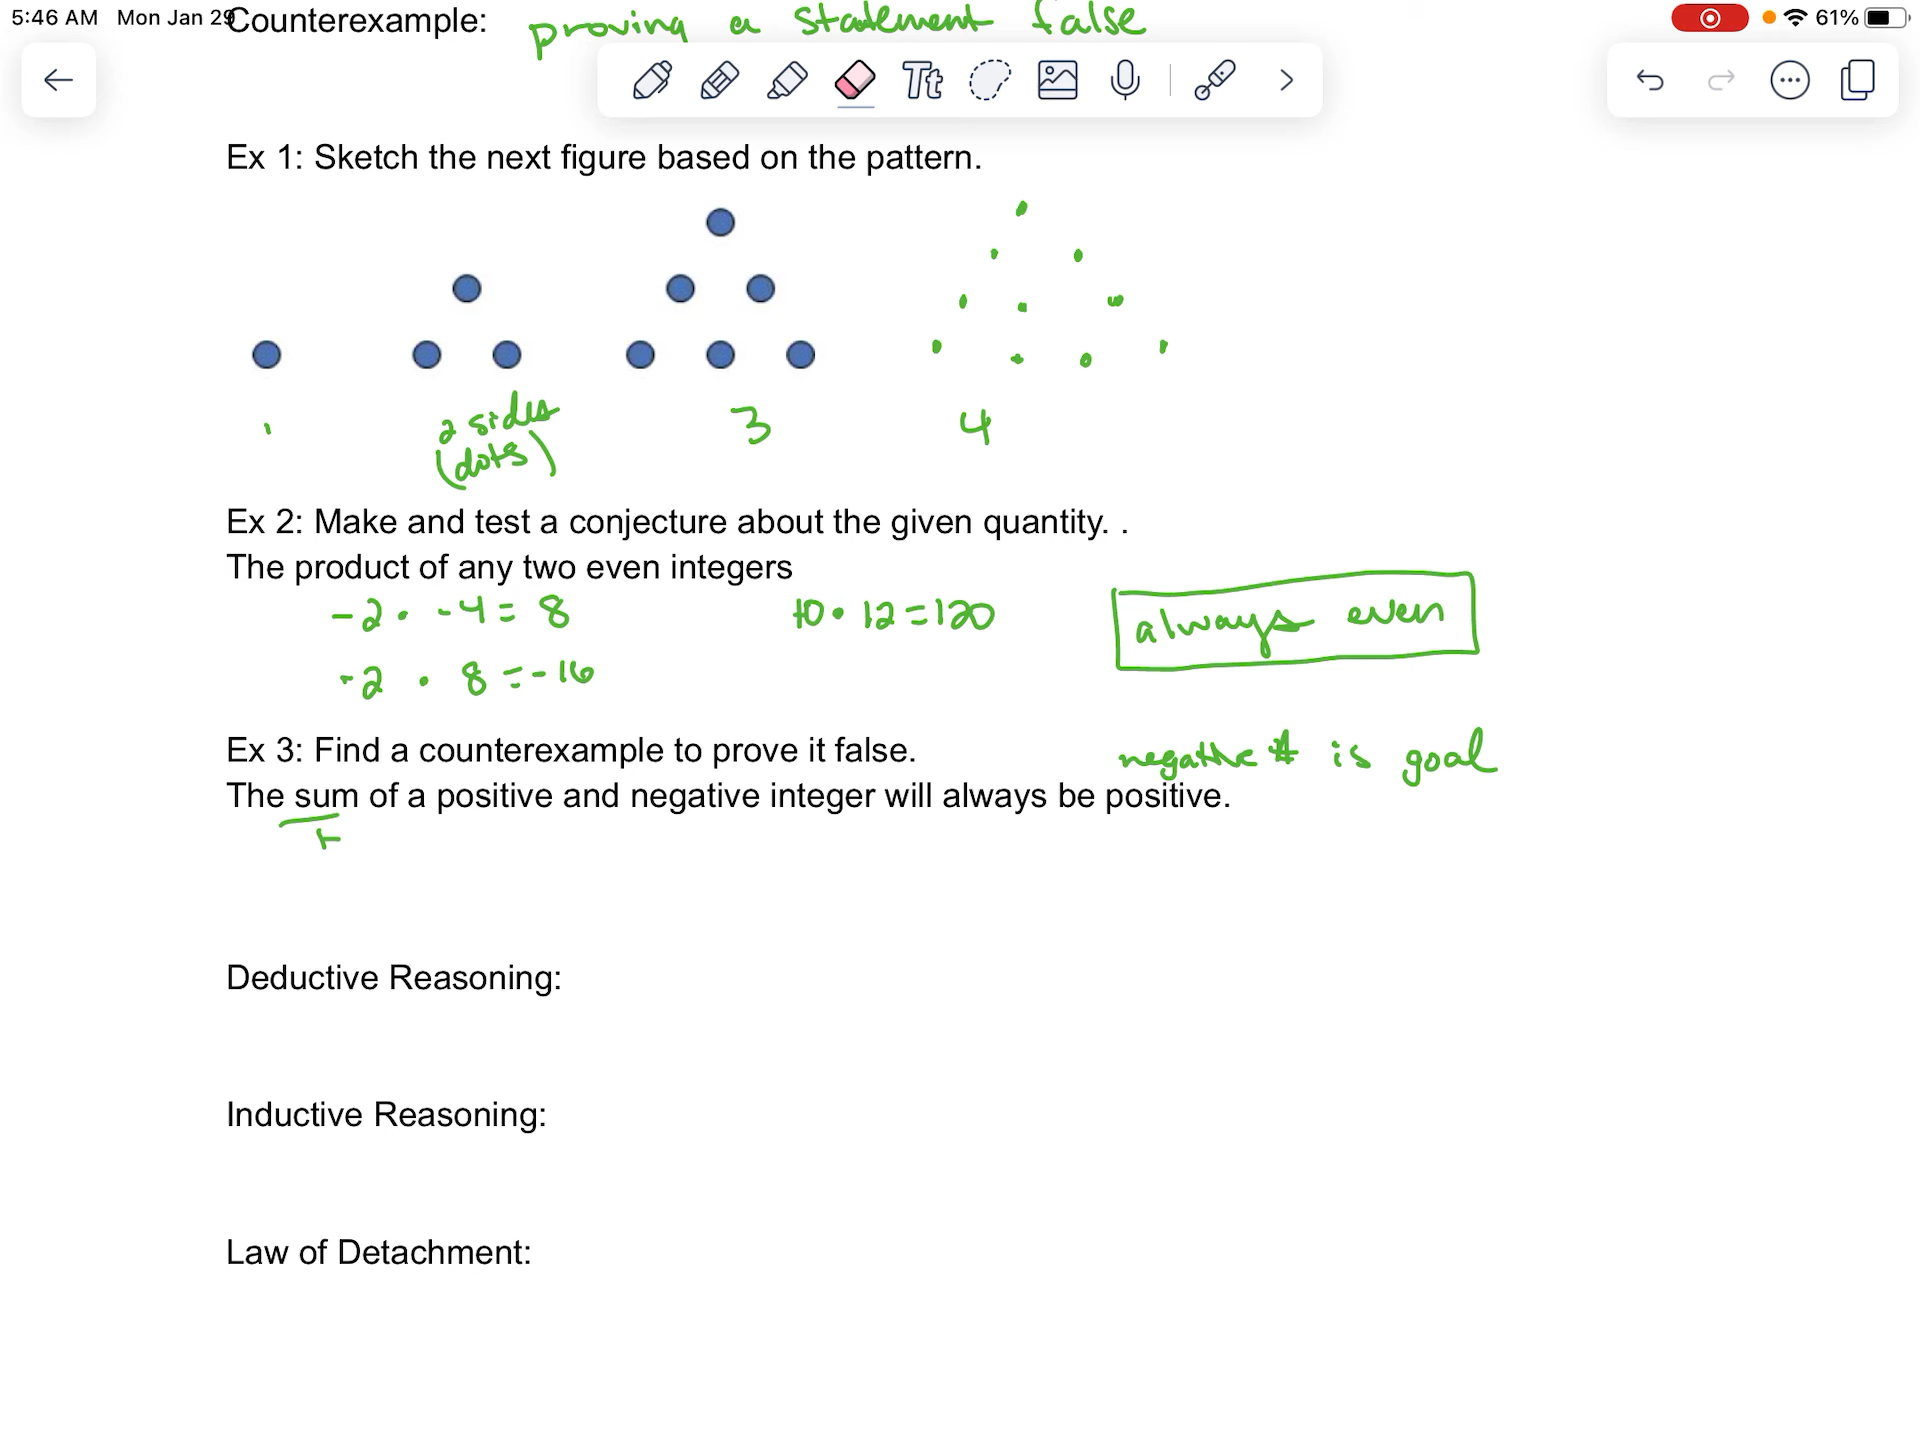 5:46 AM Mon Jan 29
61%
Counterexample: proving a statement false
Tt
Ex 1: Sketch the next figure based on the pattern.
1 2 sides 3 4
(dots)
Ex 2: Make and test a conjecture about the given quantity. .
The product of any two even integers
-2 · -4 = 8 10 · 12 = 120 always even
-2 · 8 = -16
Ex 3: Find a counterexample to prove it false. negative # is goal
The sum of a positive and negative integer will always be positive.
+
Deductive Reasoning:
Inductive Reasoning:
Law of Detachment: